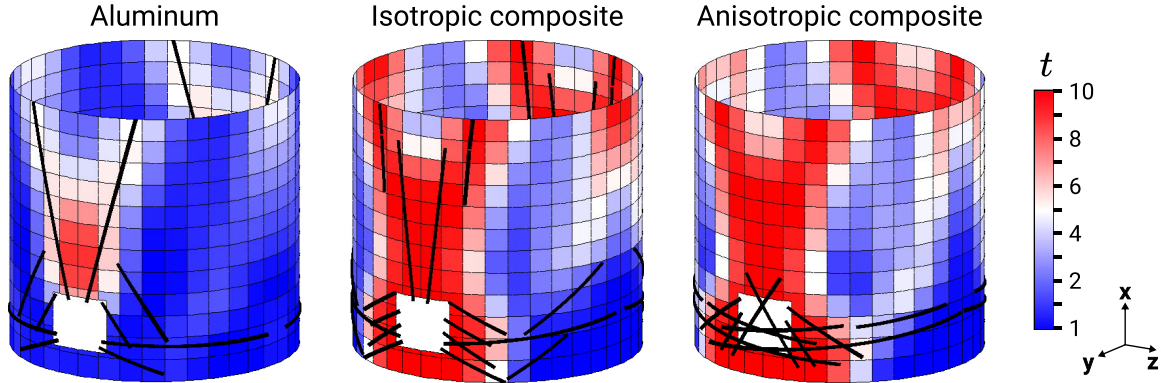 Aluminum
Isotropic composite
Anisotropic composite
t
10
8
6
4
2
1
x
y
z